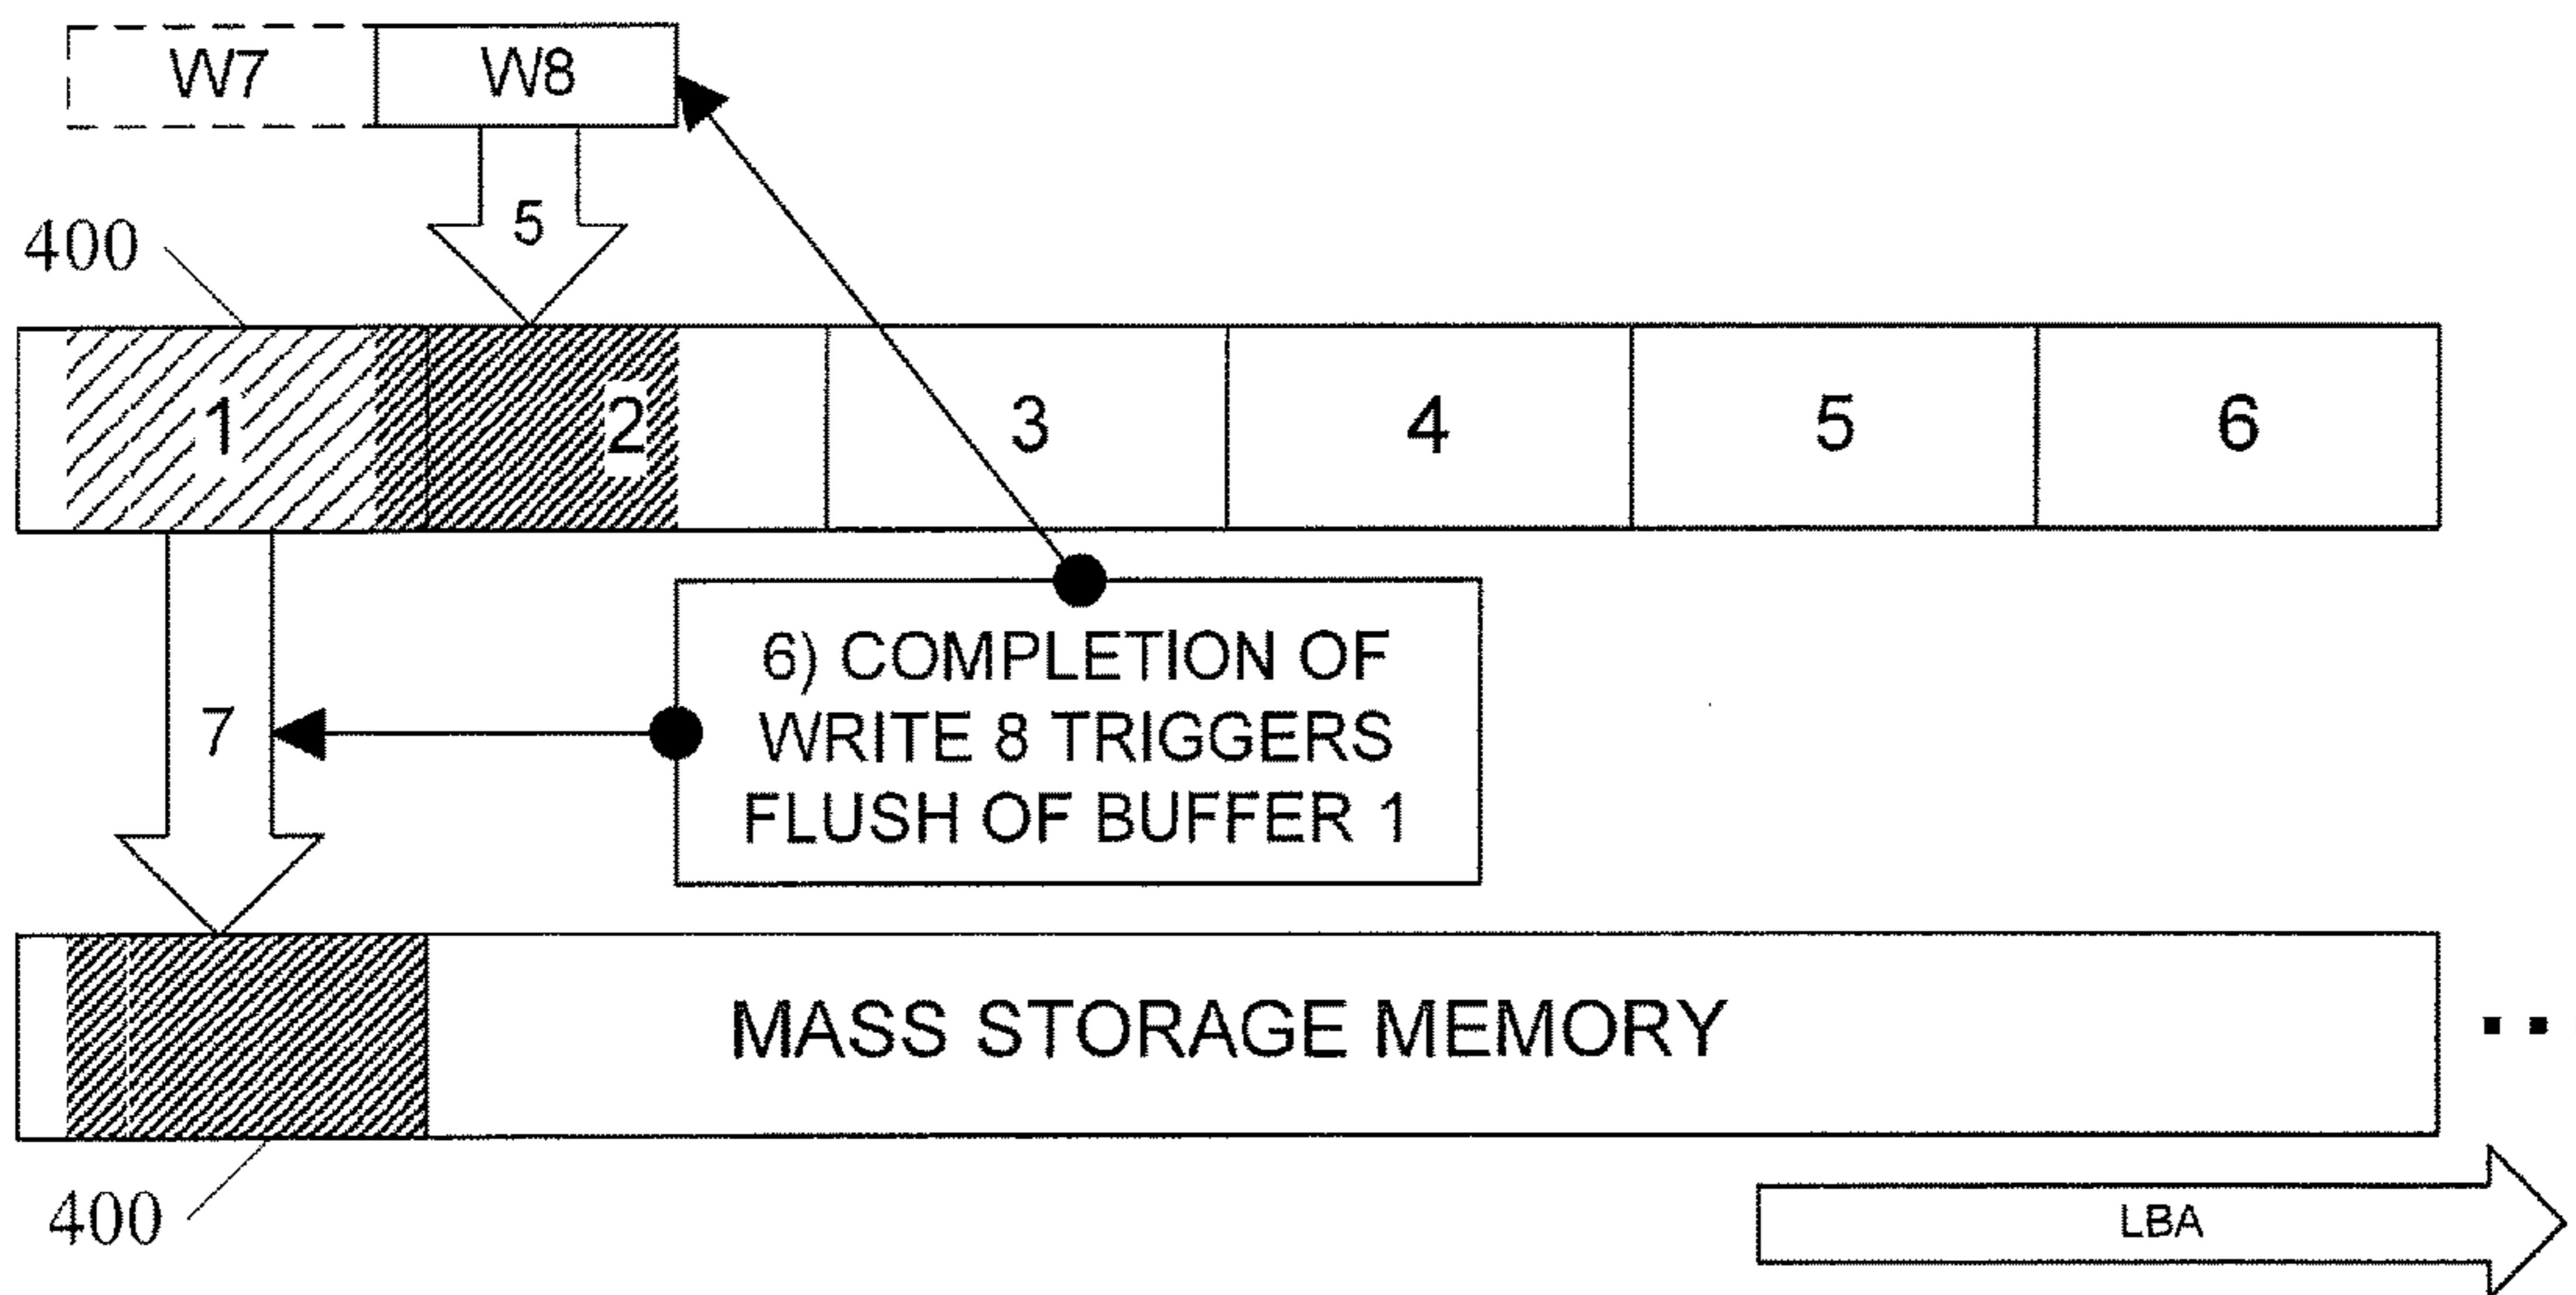 W7 W8
5
400
1 2 3 4 5 6
6) COMPLETION OF
WRITE 8 TRIGGERS
FLUSH OF BUFFER 1
7
MASS STORAGE MEMORY
400
LBA